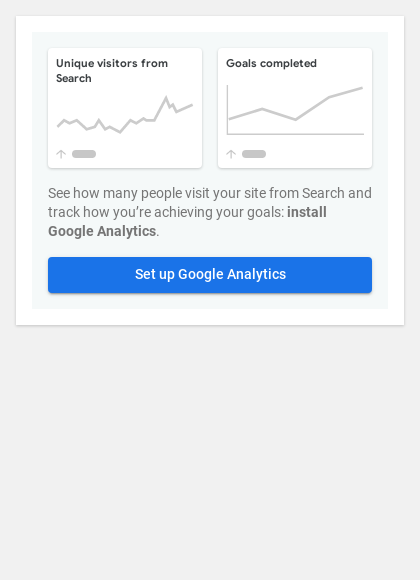 Unique visitors from
Search
Goals completed
See how many people visit your site from Search and
track how you’re achieving your goals: install
Google Analytics.
Set up Google Analytics